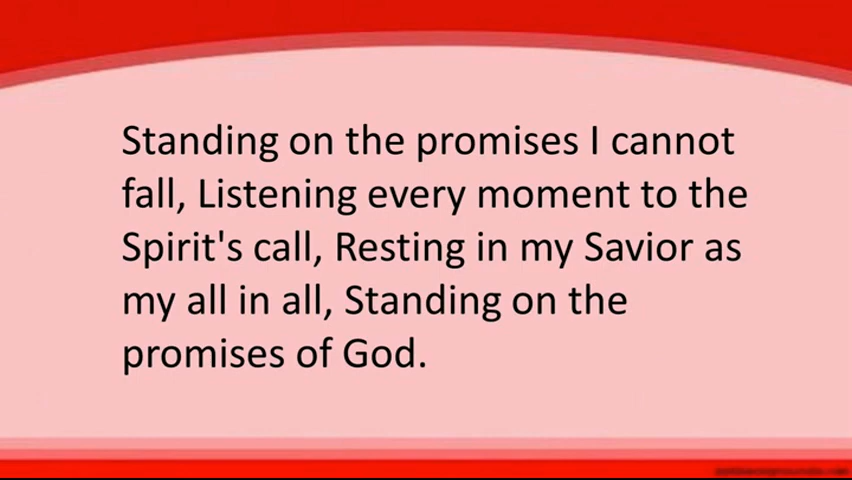 Standing on the promises I cannot
fall, Listening every moment to the
Spirit's call, Resting in my Savior as
my all in all, Standing on the
promises of God.